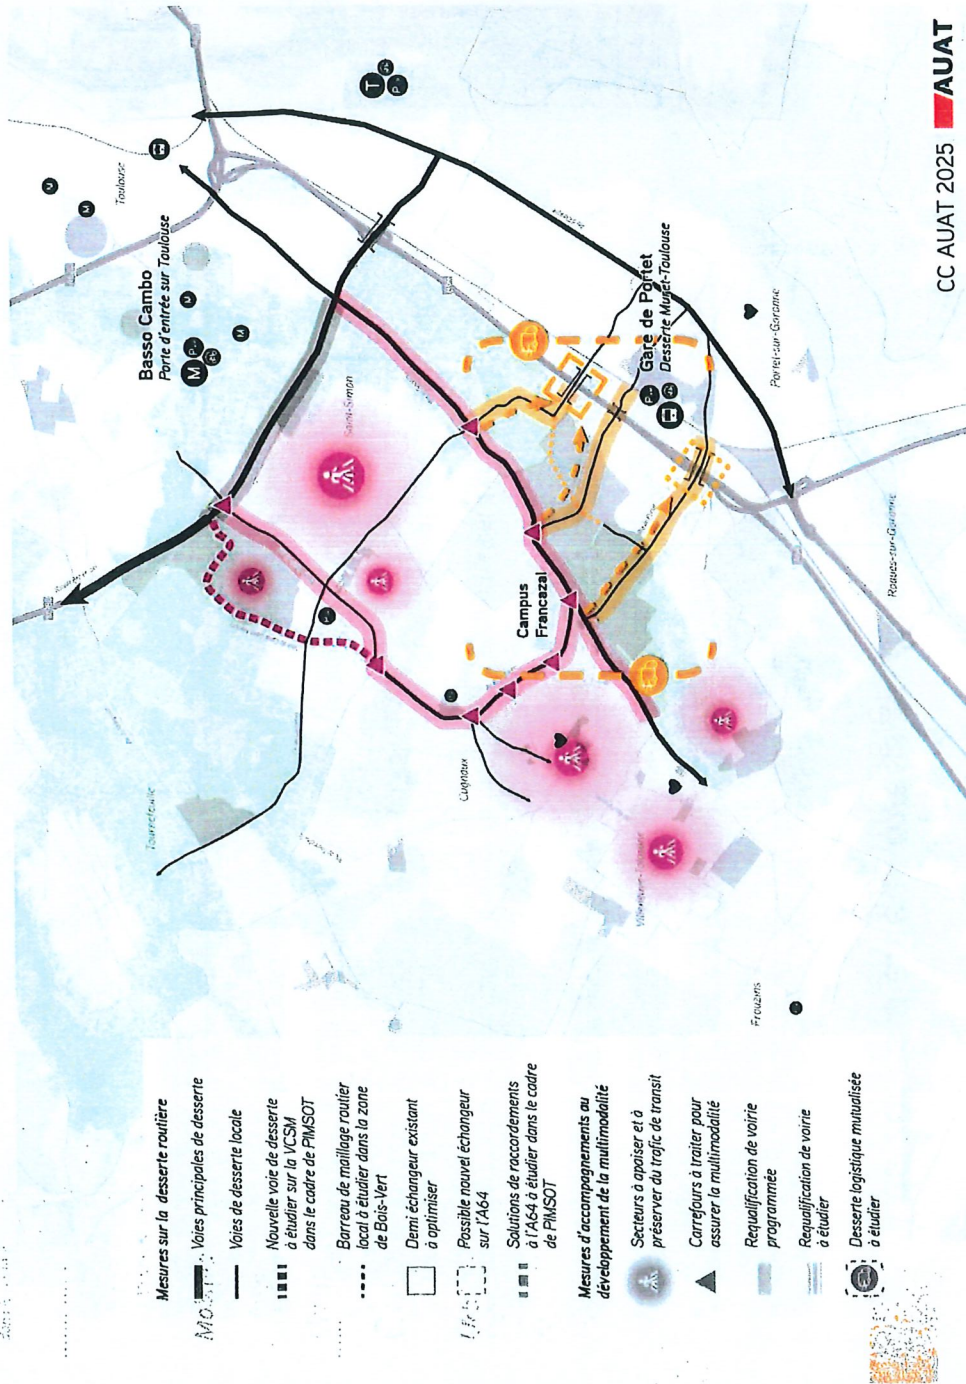 Mesures sur la desserte routière
Voies principales de desserte
Voies de desserte locale
Nouvelle voie de desserte
à étudier sur la VCSM
dans le cadre de PIMSOT
Barreau de maillage routier
local à étudier dans la zone
de Bois-Vert
Demi échangeur existant
à optimiser
Possible nouvel échangeur
sur l'A64
Solutions de raccordements
à l'A64 à étudier dans le cadre
de PIMSOT
Mesures d'accompagnements au
développement de la multimodalité
Secteurs à apaiser et à
préserver du trafic de transit
Carrefours à traiter pour
assurer la multimodalité
Requalification de voirie
programmée
Requalification de voirie
à étudier
Desserte logistique mutualisée
à étudier
Toulouse
M
M
Basso Cambo
Porte d'entrée sur Toulouse
M
M
P
M
T
P
Saint-Simon
Tournefeuille
Cugnaux
Campus
Francazal
Gare de Portet
Desserte Muret-Toulouse
P
Portet-sur-Garonne
Roques-sur-Garonne
Frouzins
CC AUAT 2025
AUAT